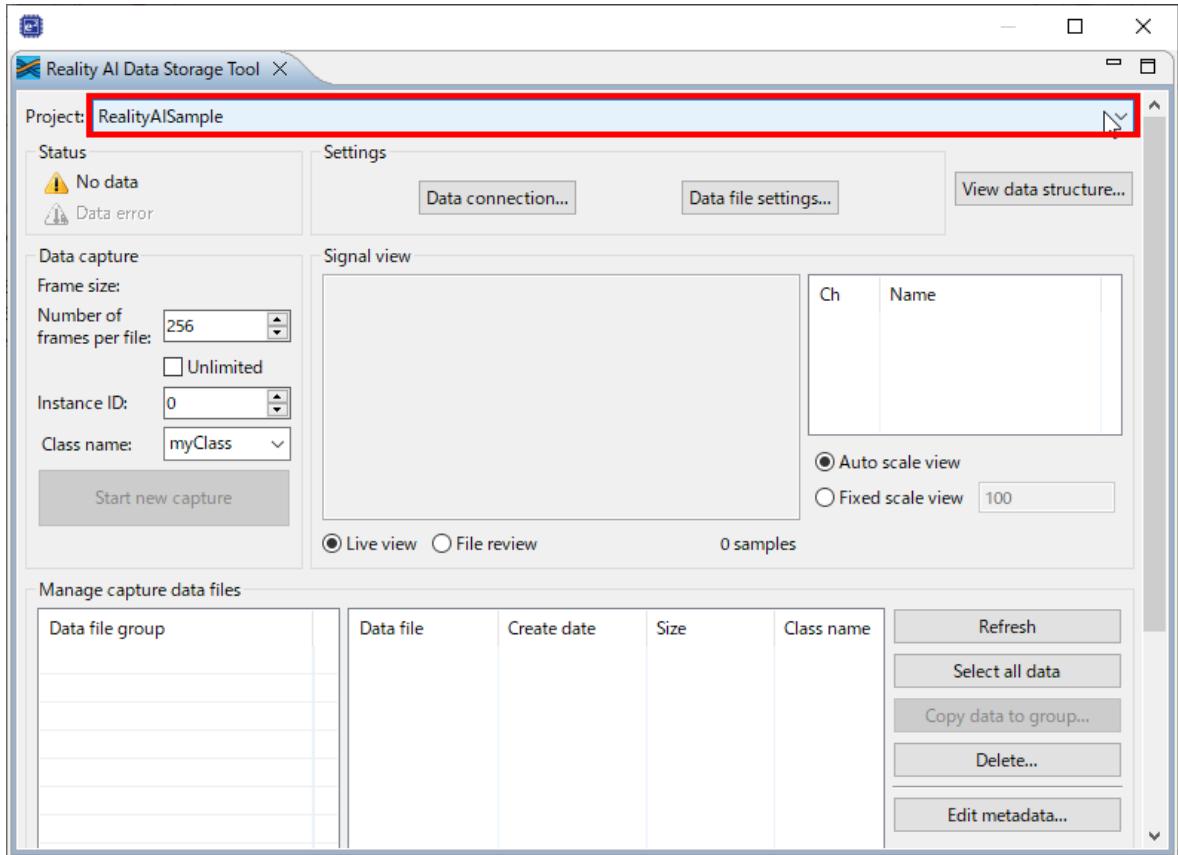 Reality AI Data Storage Tool
Project: RealityAISample
Status
No data
Data error
Settings
Data connection...
Data file settings...
View data structure...
Data capture
Frame size:
Number of
frames per file:
256
Unlimited
Instance ID:
0
Class name:
myClass
Start new capture
Signal view
Ch
Name
Auto scale view
Fixed scale view
100
Live view
File review
0 samples
Manage capture data files
Data file group
Data file
Create date
Size
Class name
Refresh
Select all data
Copy data to group...
Delete...
Edit metadata...